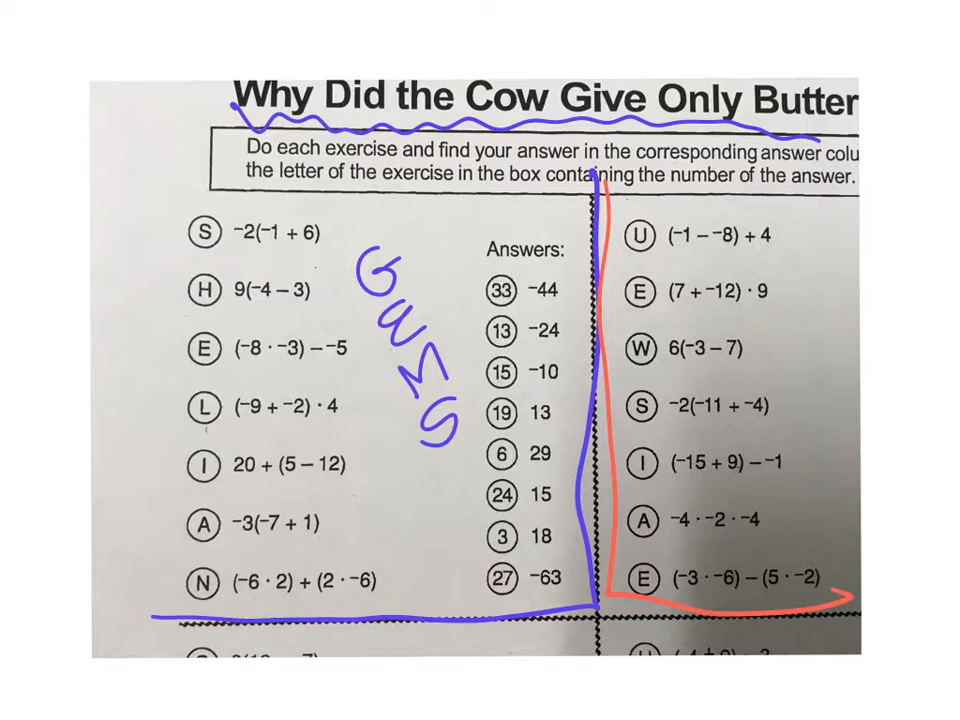 Why Did the Cow Give Only Butter
Do each exercise and find your answer in the corresponding answer colu
the letter of the exercise in the box containing the number of the answer.
S ⁻2(⁻1 + 6)
H 9(⁻4 – 3)
E (⁻8 · ⁻3) – ⁻5
L (⁻9 + ⁻2) · 4
I 20 + (5 – 12)
A ⁻3(⁻7 + 1)
N (⁻6 · 2) + (2 · ⁻6)
Answers:
33 ⁻44
13 ⁻24
15 ⁻10
19 13
6 29
24 15
3 18
27 ⁻63
U (⁻1 – ⁻8) + 4
E (7 + ⁻12) · 9
W 6(⁻3 – 7)
S ⁻2(⁻11 + ⁻4)
I (⁻15 + 9) – ⁻1
A ⁻4 · ⁻2 · ⁻4
E (⁻3 · ⁻6) – (5 · ⁻2)